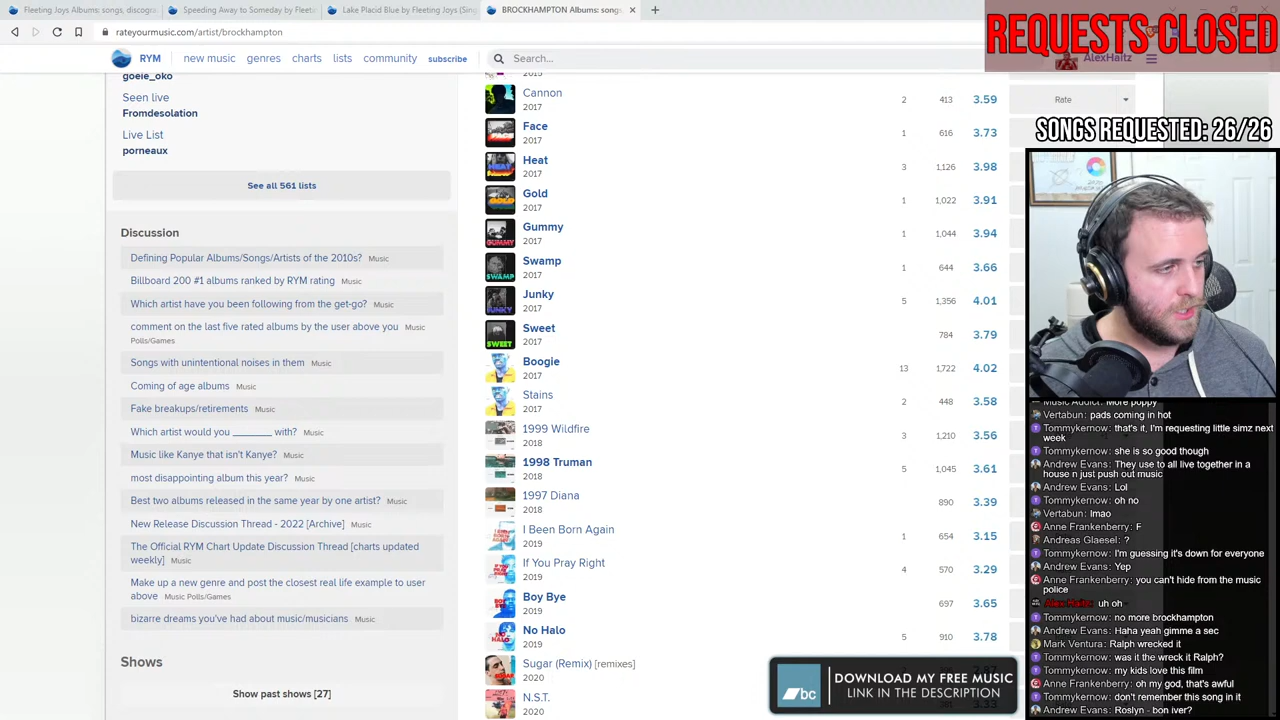 Fleeting Joys Albums: songs, discogra
Speeding Away to Someday by Fleeti
Lake Placid Blue by Fleeting Joys (Sin
BROCKHAMPTON Albums: songs
rateyourmusic.com/artist/brockhampton
REQUESTS CLOSED
RYM new music genres charts lists community subscribe Search... AlexHaitz
goeie_oko
Seen live
Fromdesolation
Live List
porneaux
See all 561 lists
Discussion
Defining Popular Albums/Songs/Artists of the 2010s? Music
Billboard 200 #1 albums ranked by RYM rating Music
Which artist have you been following from the get-go? Music
comment on the last five rated albums by the user above you Music
Polls/Games
Songs with unintentional noises in them Music
Coming of age albums Music
Fake breakups/retirements Music
Which artist would you _______ with? Music
Music like Kanye that isn't Kanye? Music
most disappointing album this year? Music
Best two albums released in the same year by one artist? Music
New Release Discussion Thread - 2022 [Archive] Music
The Official RYM Chart Update Discussion Thread [charts updated
weekly] Music
Make up a new genre and post the closest real life example to user
above Music Polls/Games
bizarre dreams you've had about music/musicians Music
Shows
Show past shows [27]
2015
Cannon 2 413 3.59 Rate
2017
Face 1 616 3.73
2017
Heat 3 1,126 3.98
2017
Gold 1 1,022 3.91
2017
Gummy 1 1,044 3.94
2017
Swamp 1 644 3.66
2017
Junky 5 1,356 4.01
2017
Sweet 784 3.79
2017
Boogie 13 1,722 4.02
2017
Stains 2 448 3.58
2017
1999 Wildfire 3 1,210 3.56
2018
1998 Truman 5 1,045 3.61
2018
1997 Diana 890 3.39
2018
I Been Born Again 1 654 3.15
2019
If You Pray Right 4 570 3.29
2019
Boy Bye 697 3.65
2019
No Halo 5 910 3.78
2019
Sugar (Remix) [remixes]
2020
N.S.T.
2020
SONGS REQUESTED: 26/26
Music Addict: More poppy
Vertabun: pads coming in hot
Tommykernow: that's it, I'm requesting little simz next
week
Tommykernow: she is so good though
Andrew Evans: They use to all live together in a
house n just push out music
Andrew Evans: Lol
Tommykernow: oh no
Vertabun: lmao
Anne Frankenberry: F
Andreas Glaesel: ?
Tommykernow: I'm guessing it's down for everyone
Andrew Evans: Yep
Anne Frankenberry: you can't hide from the music
police
Alex Haitz: uh oh
Tommykernow: no more brockhampton
Andrew Evans: Haha yeah gimme a sec
Mark Ventura: Ralph wrecked it
Tommykernow: was it the wreck it Ralph?
Tommykernow: my kids love this film
Anne Frankenberry: oh my god, that's awful
Tommykernow: don't remember this song in it
Andrew Evans: Roslyn - bon iver?
bc
DOWNLOAD MY FREE MUSIC
LINK IN THE DESCRIPTION